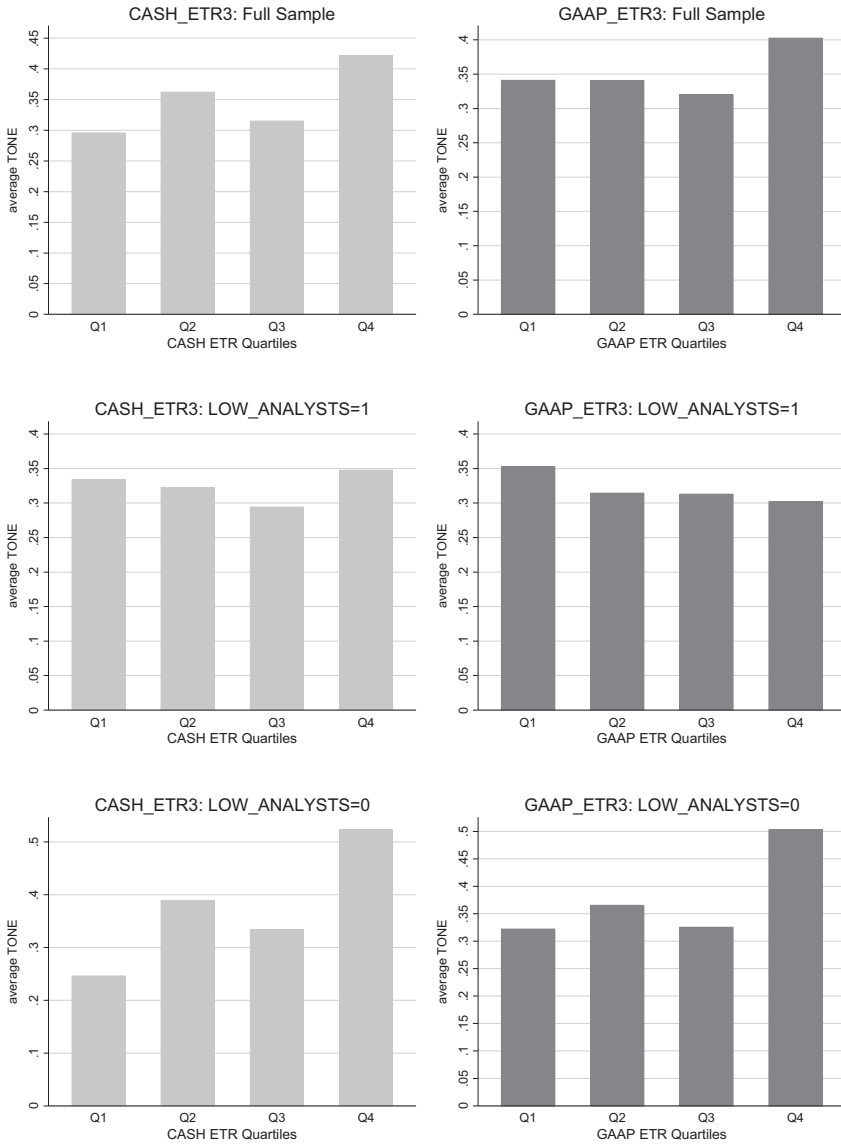 CASH_ETR3: Full Sample
average TONE
.45
.4
.35
.3
.25
.2
.15
.1
.05
0
Q1 Q2 Q3 Q4
CASH ETR Quartiles
GAAP_ETR3: Full Sample
average TONE
.4
.35
.3
.25
.2
.15
.1
.05
0
Q1 Q2 Q3 Q4
GAAP ETR Quartiles
CASH_ETR3: LOW_ANALYSTS=1
average TONE
.4
.35
.3
.25
.2
.15
.1
.05
0
Q1 Q2 Q3 Q4
CASH ETR Quartiles
GAAP_ETR3: LOW_ANALYSTS=1
average TONE
.4
.35
.3
.25
.2
.15
.1
.05
0
Q1 Q2 Q3 Q4
GAAP ETR Quartiles
CASH_ETR3: LOW_ANALYSTS=0
average TONE
.5
.4
.3
.2
.1
0
Q1 Q2 Q3 Q4
CASH ETR Quartiles
GAAP_ETR3: LOW_ANALYSTS=0
average TONE
.5
.45
.4
.35
.3
.25
.2
.15
.1
.05
0
Q1 Q2 Q3 Q4
GAAP ETR Quartiles